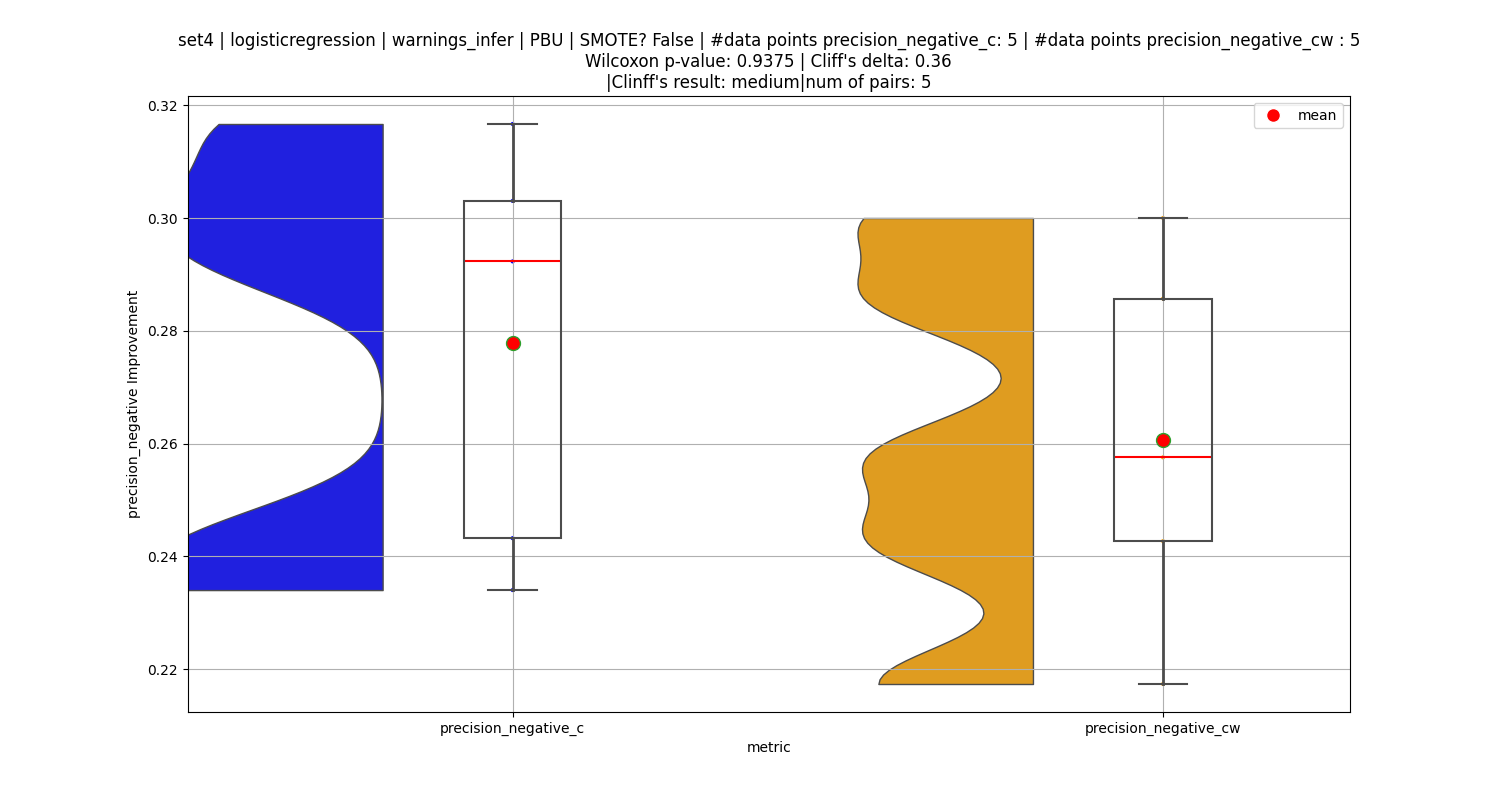 set4 | logisticregression | warnings_infer | PBU | SMOTE? False | #data points precision_negative_c: 5 | #data points precision_negative_cw : 5
Wilcoxon p-value: 0.9375 | Cliff's delta: 0.36
|Clinff's result: medium|num of pairs: 5
mean
0.32
0.30
0.28
0.26
0.24
0.22
precision_negative Improvement
precision_negative_c
precision_negative_cw
metric